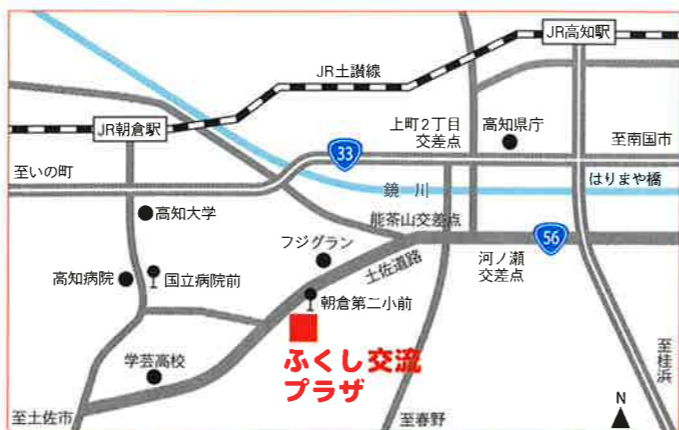 JR高知駅
JR土讃線
JR朝倉駅
上町2丁目
交差点
高知県庁
33
至南国市
至いの町
はりまや橋
鏡川
高知大学
能茶山交差点
フジグラン
56
土佐道路
河ノ瀬
交差点
高知病院
国立病院前
朝倉第二小前
ふくし交流
プラザ
学芸高校
至桂浜
至土佐市
至春野
N